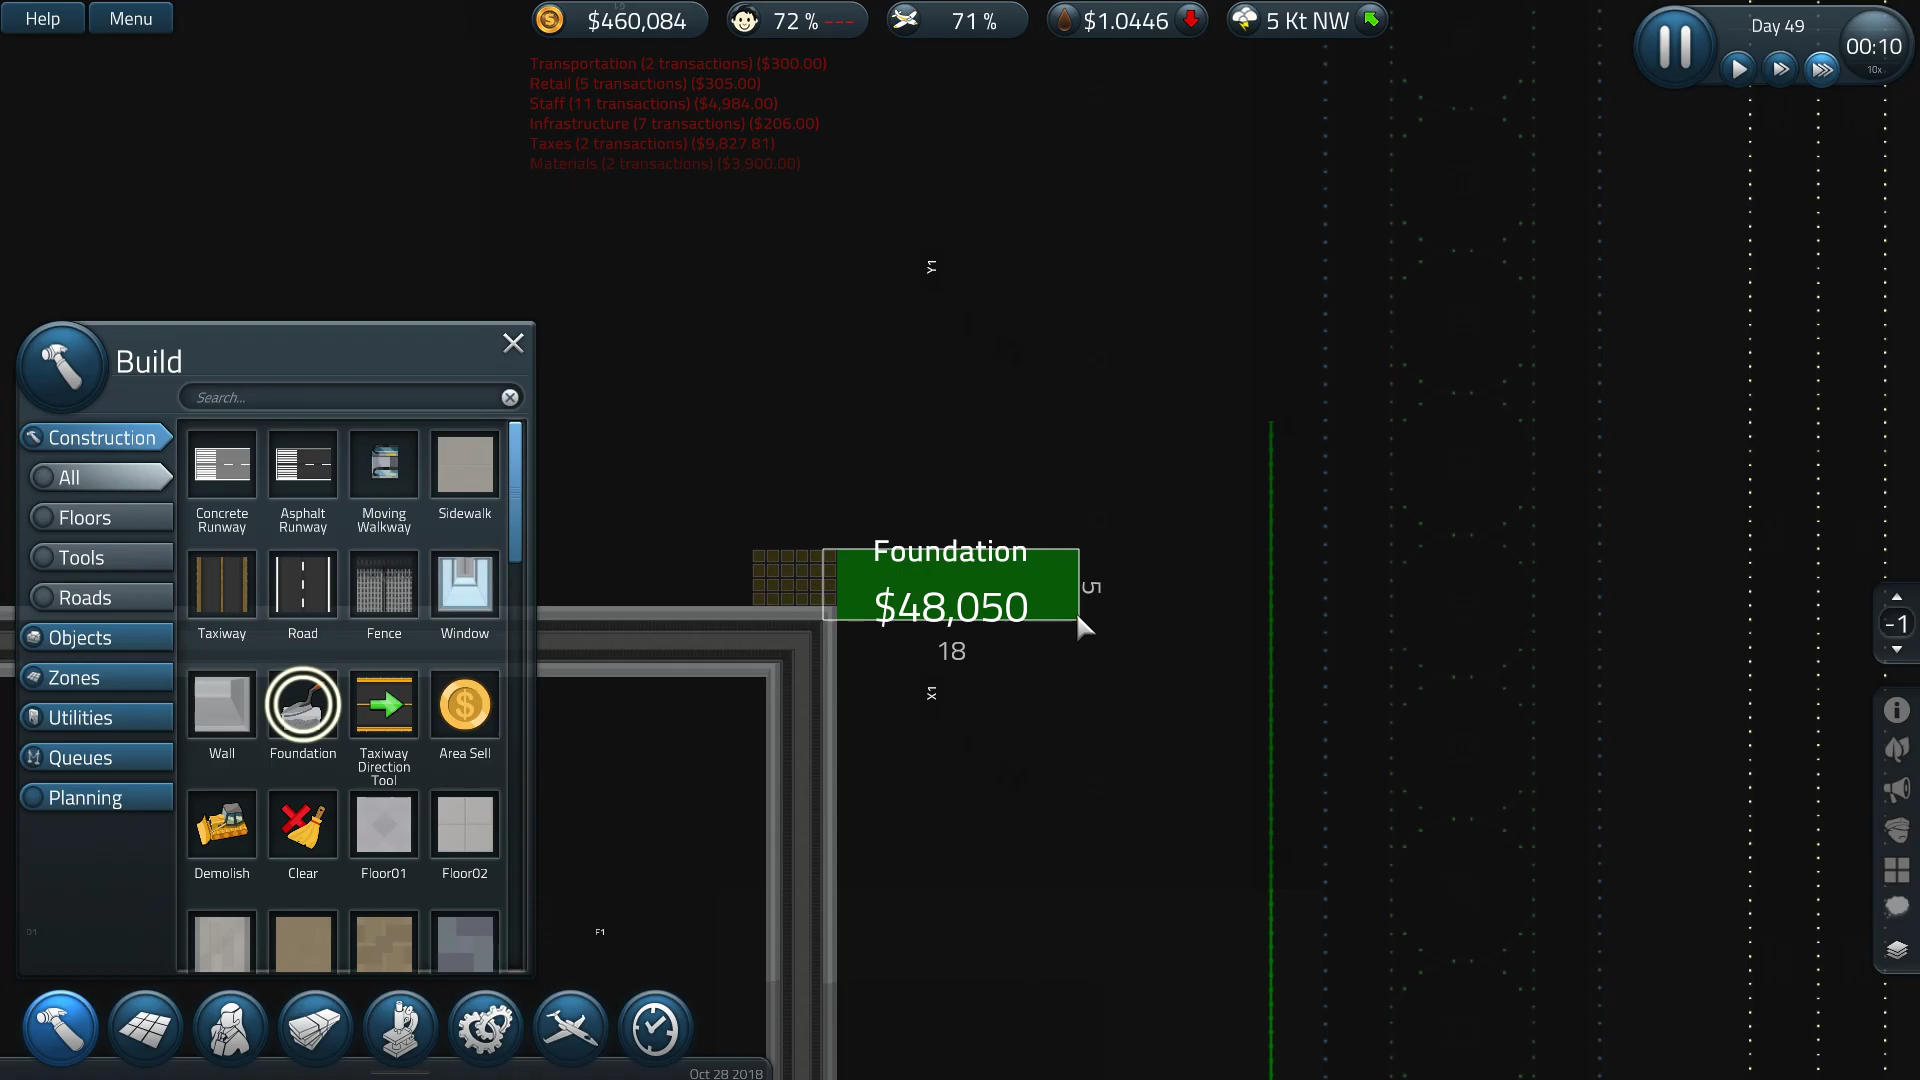 Help
Menu
$460,084
72 % ---
71 %
$1.0446
5 Kt NW
Day 49
00:10
10x
Transportation (2 transactions) ($300.00)
Retail (5 transactions) ($305.00)
Staff (11 transactions) ($4,984.00)
Infrastructure (7 transactions) ($206.00)
Taxes (2 transactions) ($9,827.81)
Materials (2 transactions) ($3,900.00)
Y1
Build
Search...
Construction
All
Floors
Tools
Roads
Objects
Zones
Utilities
Queues
Planning
Concrete Runway
Asphalt Runway
Moving Walkway
Sidewalk
Taxiway
Road
Fence
Window
Wall
Foundation
Taxiway Direction Tool
Area Sell
Demolish
Clear
Floor01
Floor02
Foundation
$48,050
5
18
X1
-1
D1
F1
Oct 28 2018